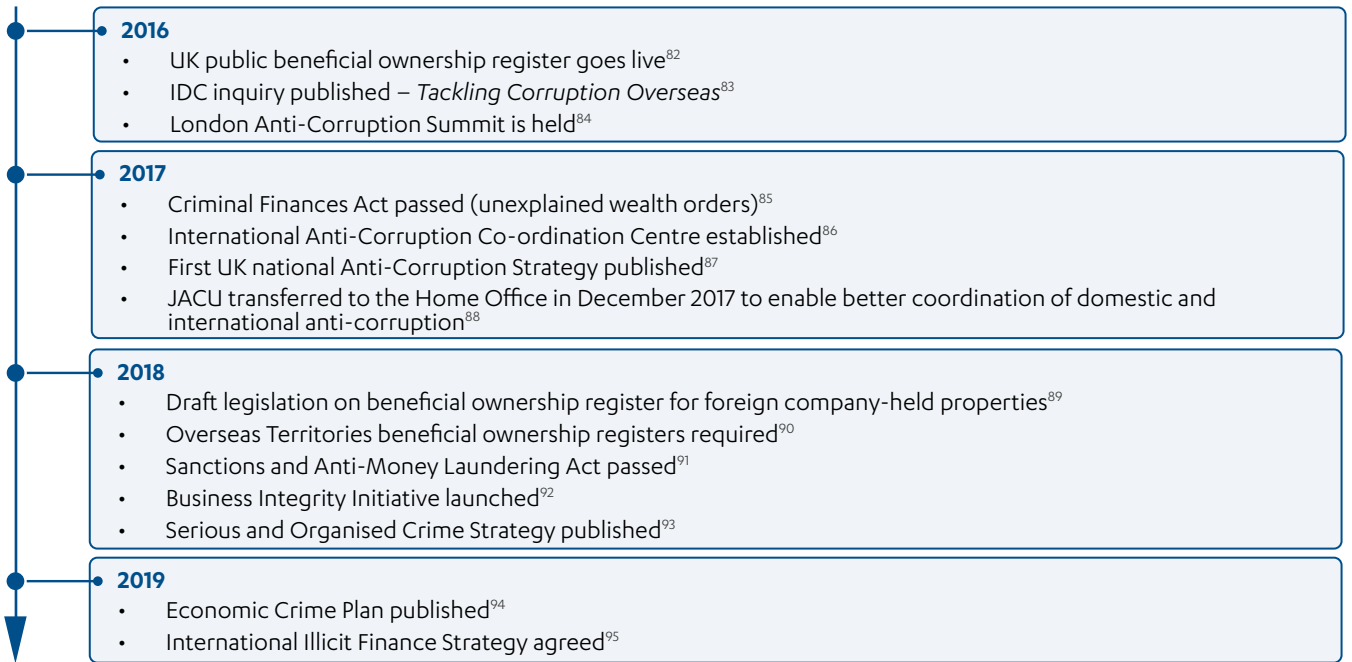 2016
• UK public beneficial ownership register goes live82
• IDC inquiry published – Tackling Corruption Overseas83
• London Anti-Corruption Summit is held84
2017
• Criminal Finances Act passed (unexplained wealth orders)85
• International Anti-Corruption Co-ordination Centre established86
• First UK national Anti-Corruption Strategy published87
• JACU transferred to the Home Office in December 2017 to enable better coordination of domestic and
international anti-corruption88
2018
• Draft legislation on beneficial ownership register for foreign company-held properties89
• Overseas Territories beneficial ownership registers required90
• Sanctions and Anti-Money Laundering Act passed91
• Business Integrity Initiative launched92
• Serious and Organised Crime Strategy published93
2019
• Economic Crime Plan published94
• International Illicit Finance Strategy agreed95